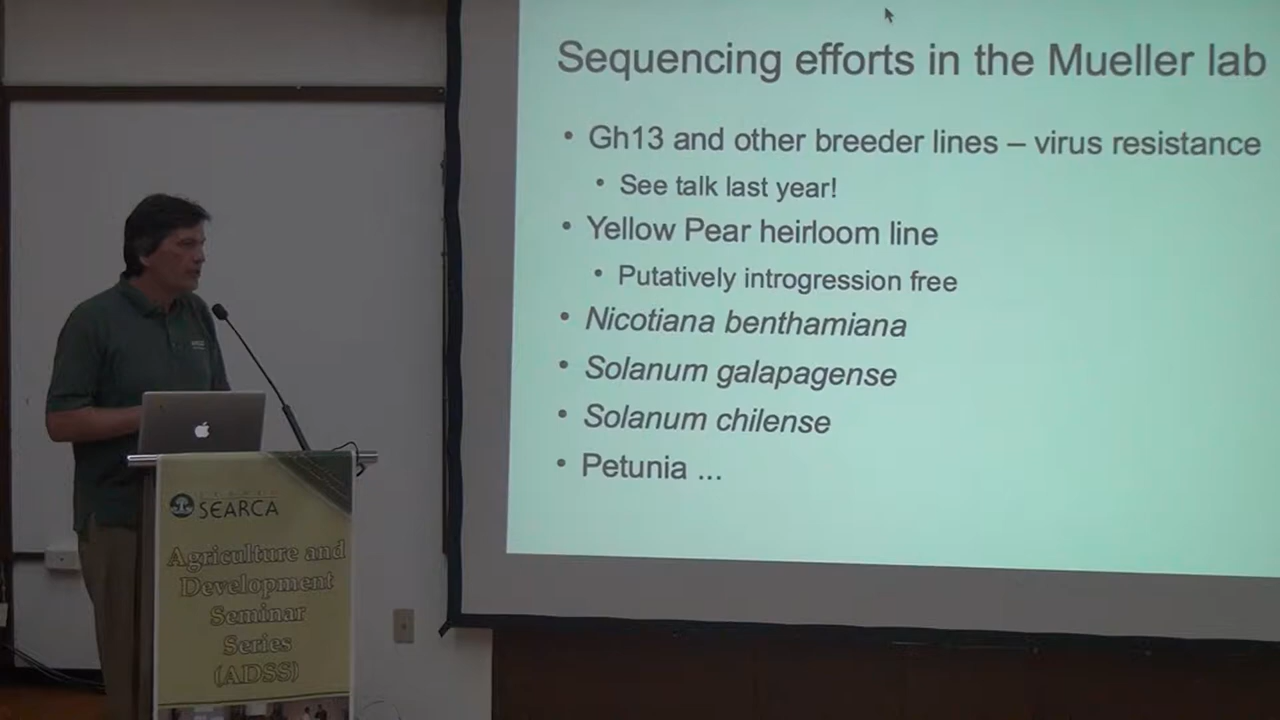 Sequencing efforts in the Mueller lab
• Gh13 and other breeder lines – virus resistance
• See talk last year!
• Yellow Pear heirloom line
• Putatively introgression free
• Nicotiana benthamiana
• Solanum galapagense
• Solanum chilense
• Petunia ...
SEARCA
Agriculture and
Development
Seminar
Series
(ADSS)